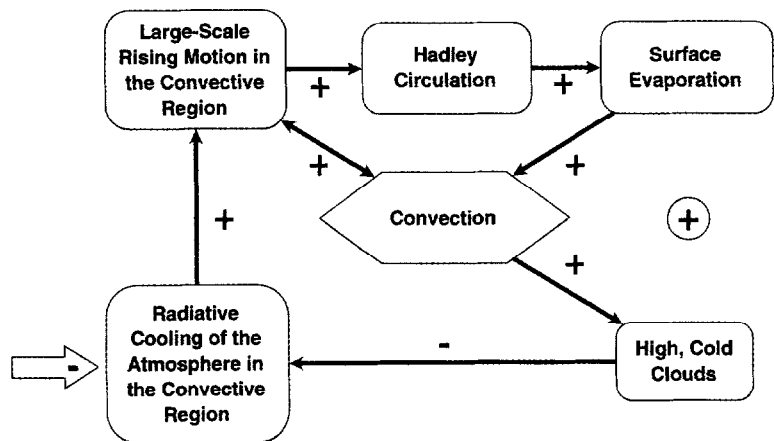 Large-Scale
Rising Motion in
the Convective
Region
+
Hadley
Circulation
+
Surface
Evaporation
+
+
Convection
+
+
+
Radiative
Cooling of the
Atmosphere in
the Convective
Region
-
-
High, Cold
Clouds